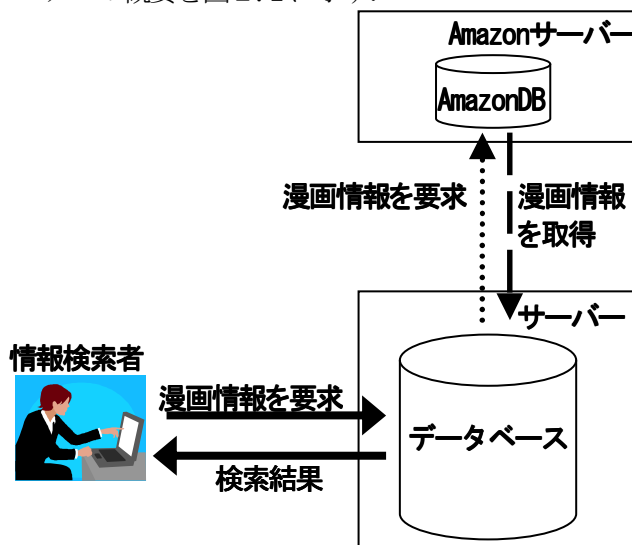 Amazonサーバー
AmazonDB
漫画情報を要求
漫画情報
を取得
サーバー
情報検索者
漫画情報を要求
データベース
検索結果